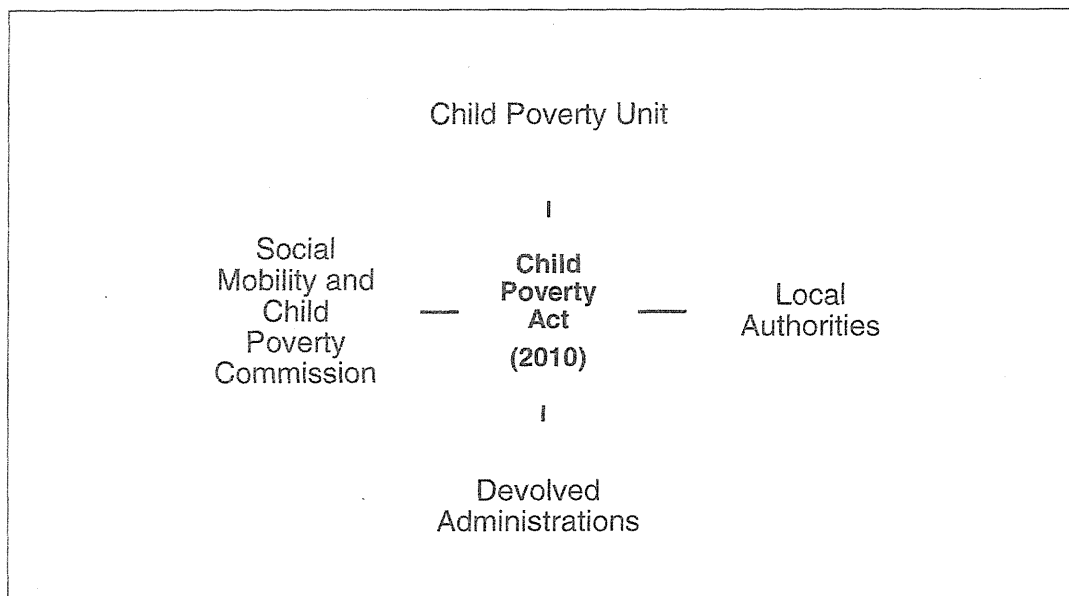 Child Poverty Unit
Social
Mobility and
Child
Poverty
Commission
Child
Poverty
Act
(2010)
Local
Authorities
Devolved
Administrations